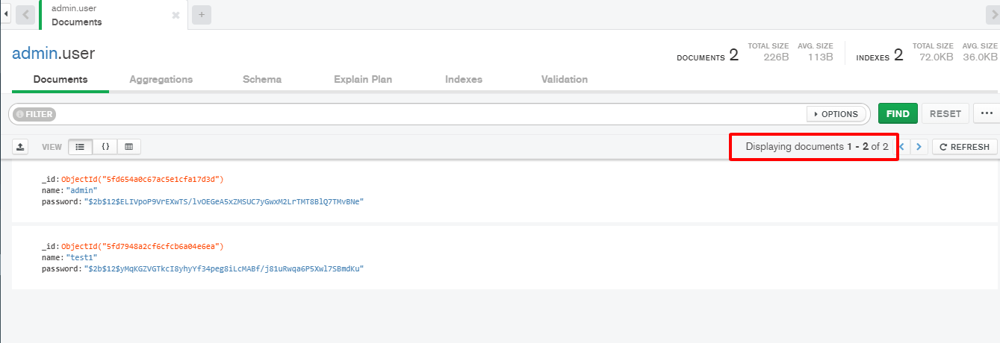 admin.user
Documents
admin.user
DOCUMENTS 2 TOTAL SIZE 226B AVG. SIZE 113B INDEXES 2 TOTAL SIZE 72.0KB AVG. SIZE 36.0KB
Documents Aggregations Schema Explain Plan Indexes Validation
FILTER OPTIONS FIND RESET ...
VIEW {} Displaying documents 1 - 2 of 2 < > REFRESH
_id: ObjectId("5fd654a0c67ac5e1cfa17d3d")
name: "admin"
password: "$2b$12$ELIVpoP9VrEXwTS/lvOEGeA5xZMSUC7yGwxM2LrTMT8BlQ7TMvBNe"
_id: ObjectId("5fd7948a2cf6cfcb6a04e6ea")
name: "test1"
password: "$2b$12$yMqKGZVGTkcI8yhyYf34peg8iLcMABf/j81uRwqa6P5Xwl7SBmdKu"